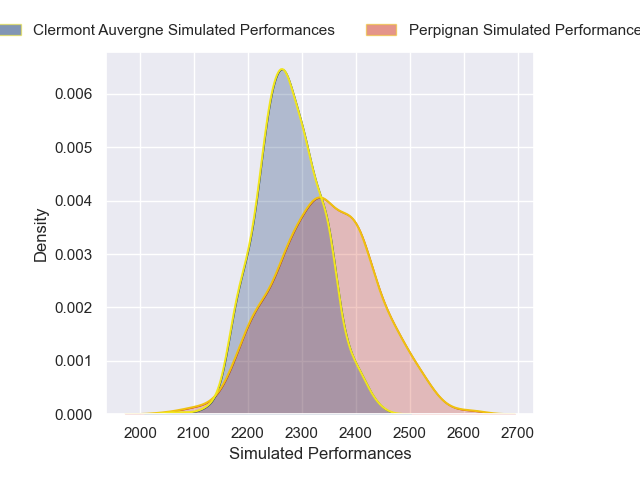 Clermont Auvergne Simulated Performances
Perpignan Simulated Performance
0.006
0.005
0.004
0.003
0.002
0.001
0.000
Density
2000 2100 2200 2300 2400 2500 2600 2700
Simulated Performances